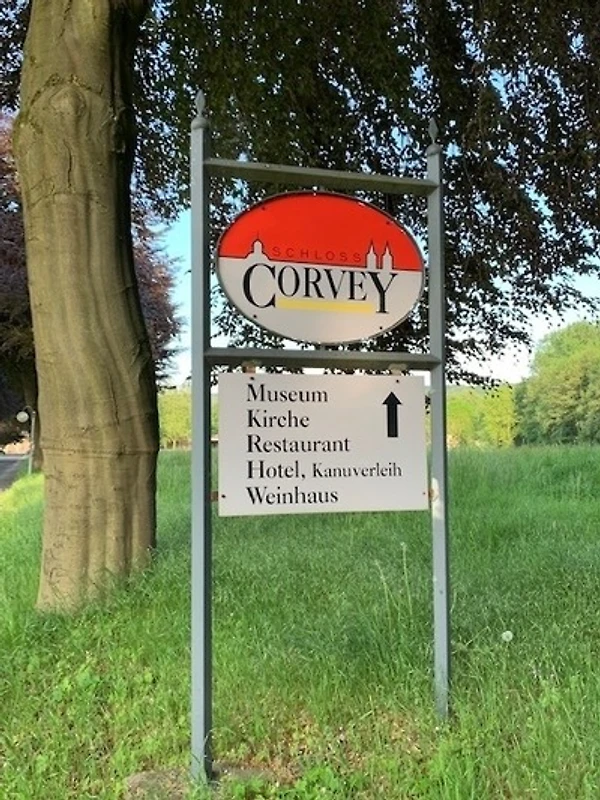 SCHLOSS
CORVEY
Museum
Kirche
Restaurant
Hotel, Kanuverleih
Weinhaus